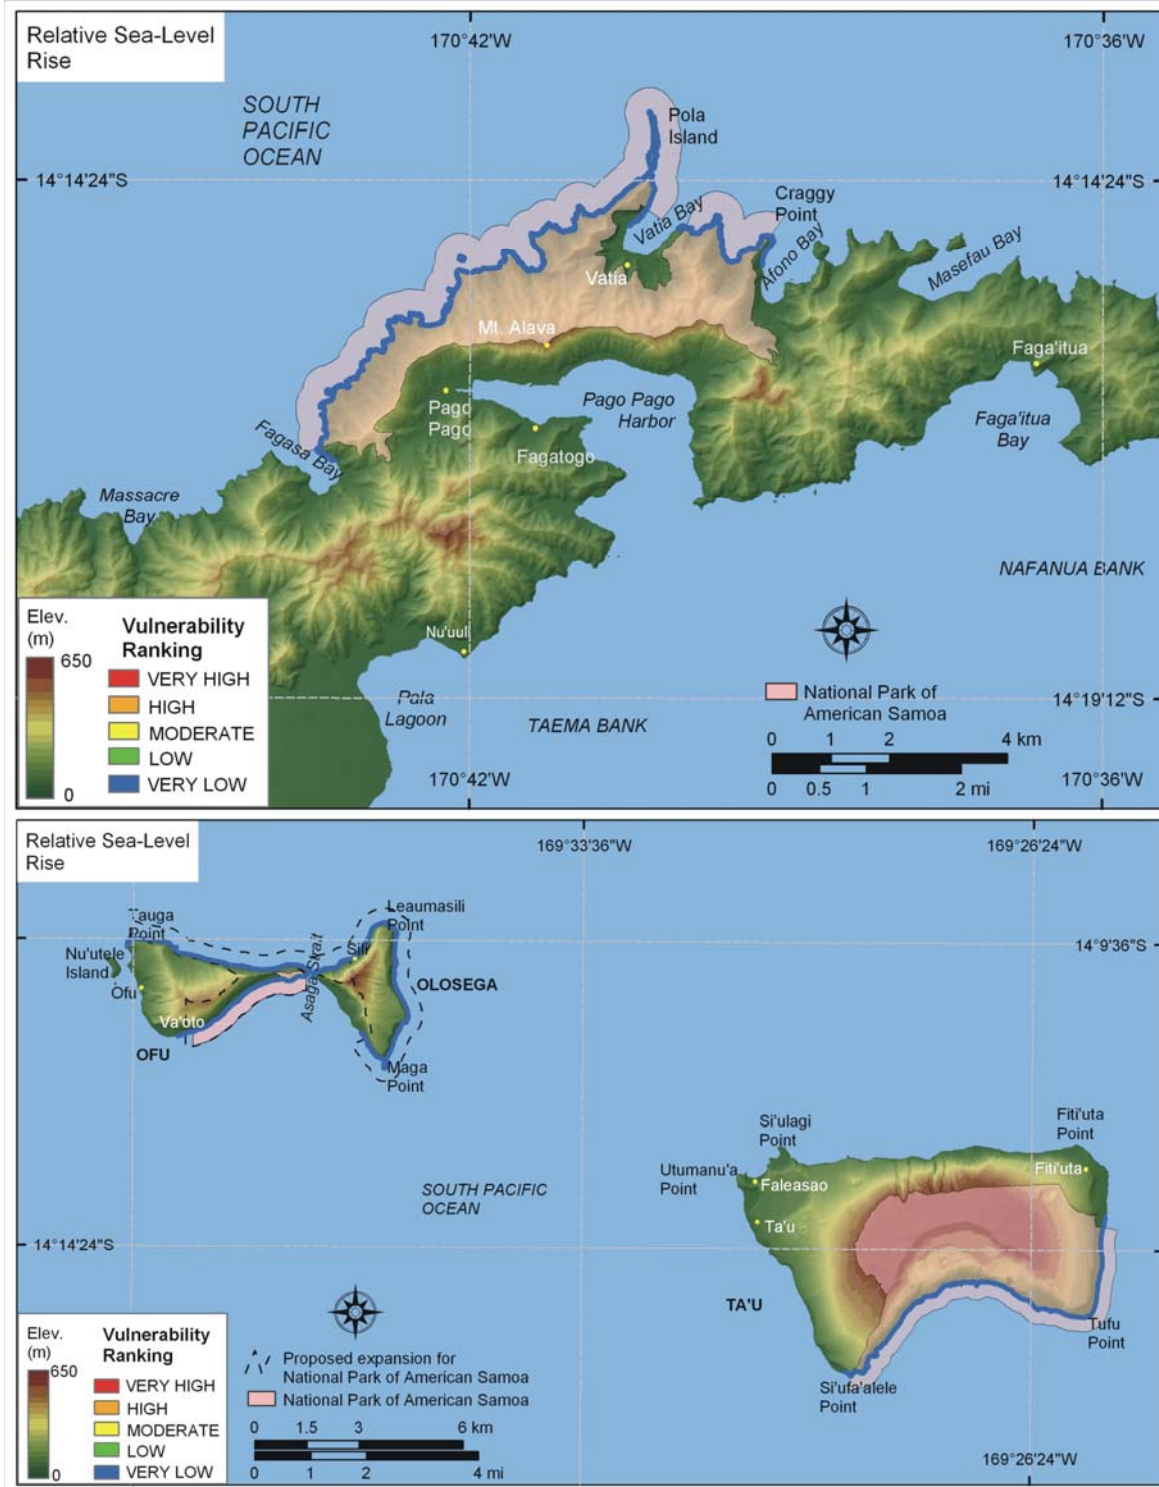 Relative Sea-Level
Rise
170°42'W
170°36'W
SOUTH
PACIFIC
OCEAN
Pola
Island
14°14'24"S
14°14'24"S
Craggy
Point
Vatia Bay
Afono Bay
Masefau Bay
Vatia
Mt. Alava
Faga'itua
Pago
Pago
Pago Pago
Harbor
Faga'itua
Bay
Fagasa Bay
Fagatogo
Massacre
Bay
NAFANUA BANK
Elev.
(m)
650
0
Vulnerability
Ranking
VERY HIGH
HIGH
MODERATE
LOW
VERY LOW
Nu'uul
Pala
Lagoon
TAEMA BANK
National Park of
American Samoa
14°19'12"S
0 1 2 4 km
0 0.5 1 2 mi
170°42'W
170°36'W
Relative Sea-Level
Rise
169°33'36"W
169°26'24"W
Tauga
Point
Leaumasili
Point
Nu'utele
Island
Sili
14°9'36"S
Asaga Strait
Ofu
OLOSEGA
Va'oto
OFU
Maga
Point
Si'ulagi
Point
Fiti'uta
Point
Utumanu'a
Point
Faleasao
Fiti'uta
SOUTH PACIFIC
OCEAN
Ta'u
14°14'24"S
14°14'24"S
TA'U
Tufu
Point
Si'ufa'alele
Point
Elev.
(m)
650
0
Vulnerability
Ranking
VERY HIGH
HIGH
MODERATE
LOW
VERY LOW
Proposed expansion for
National Park of American Samoa
National Park of American Samoa
0 1.5 3 6 km
0 1 2 4 mi
169°26'24"W